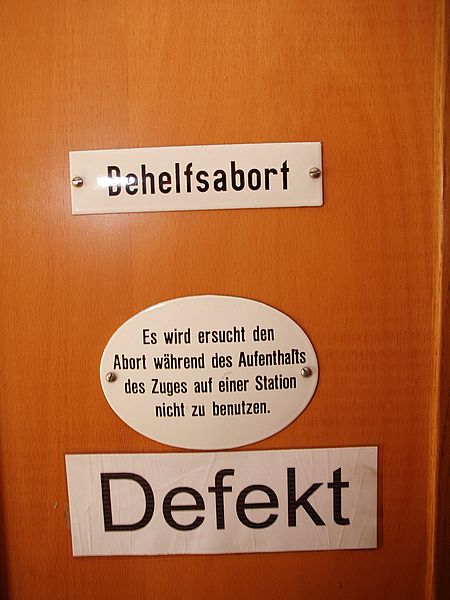 Behelfsabort
Es wird ersucht den
Abort während des Aufenthalts
des Zuges auf einer Station
nicht zu benutzen.
Defekt